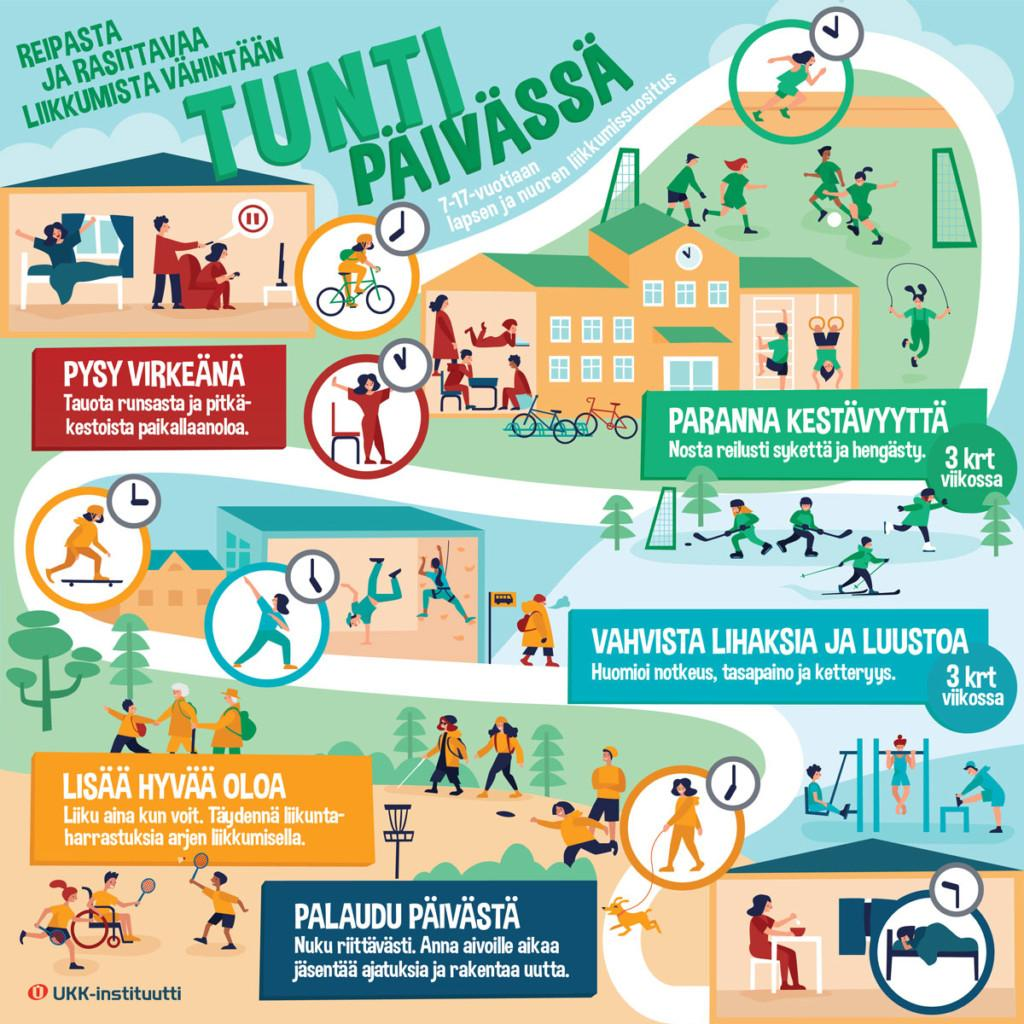 REIPASTA
JA RASITTAVAA
LIIKKUMISTA VÄHINTÄÄN
TUNTI
PÄIVÄSSÄ
7-17-vuotiaan
lapsen ja nuoren liikkumissuositus
PYSY VIRKEÄNÄ
Tauota runsasta ja pitkä-
kestoista paikallaanoloa.
PARANNA KESTÄVYYTTÄ
Nosta reilusti sykettä ja hengästy.
3 krt
viikossa
VAHVISTA LIHAKSIA JA LUUSTOA
Huomioi notkeus, tasapaino ja ketteryys.
3 krt
viikossa
LISÄÄ HYVÄÄ OLOA
Liiku aina kun voit. Täydennä liikunta-
harrastuksia arjen liikkumisella.
PALAUDU PÄIVÄSTÄ
Nuku riittävästi. Anna aivoille aikaa
jäsentää ajatuksia ja rakentaa uutta.
UKK-instituutti